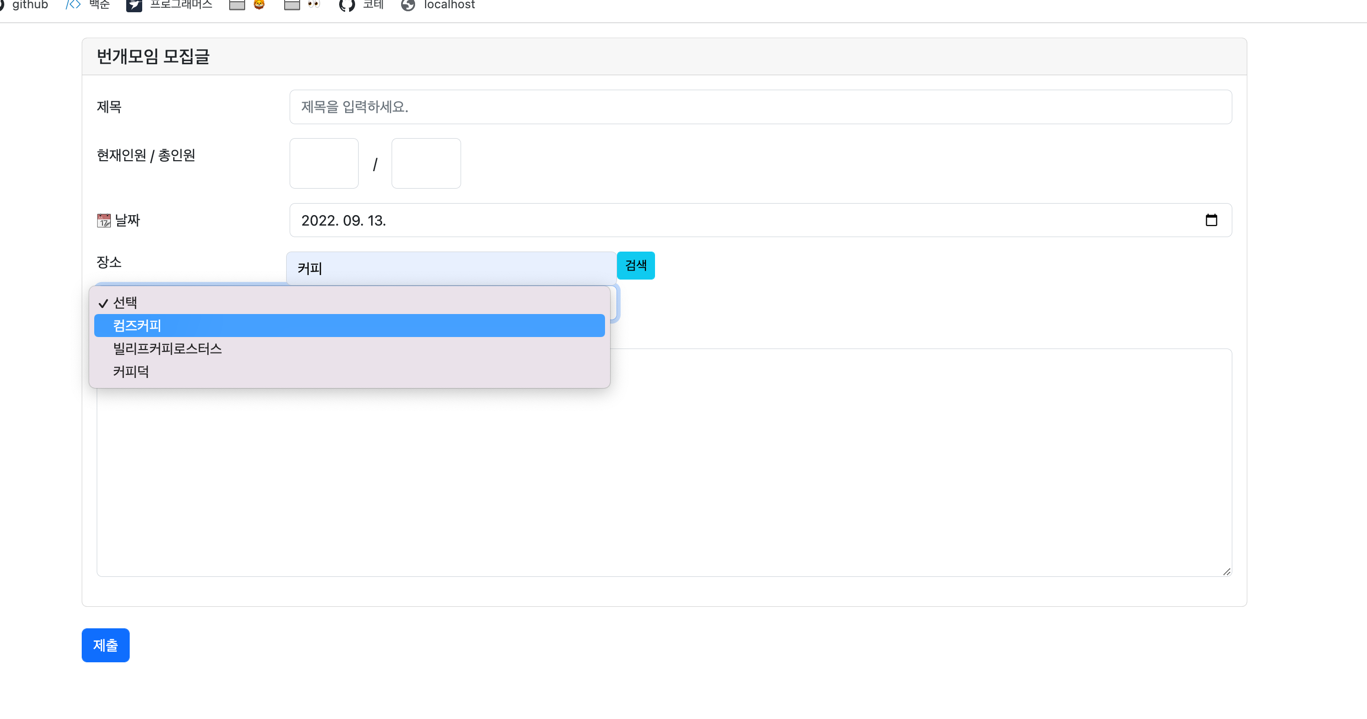 github 백준 프로그래머스 코테 localhost
번개모임 모집글
제목 제목을 입력하세요.
현재인원 / 총인원 /
날짜 2022. 09. 13.
장소 커피 검색
✓ 선택
컴즈커피
빌리프커피로스터스
커피덕
제출